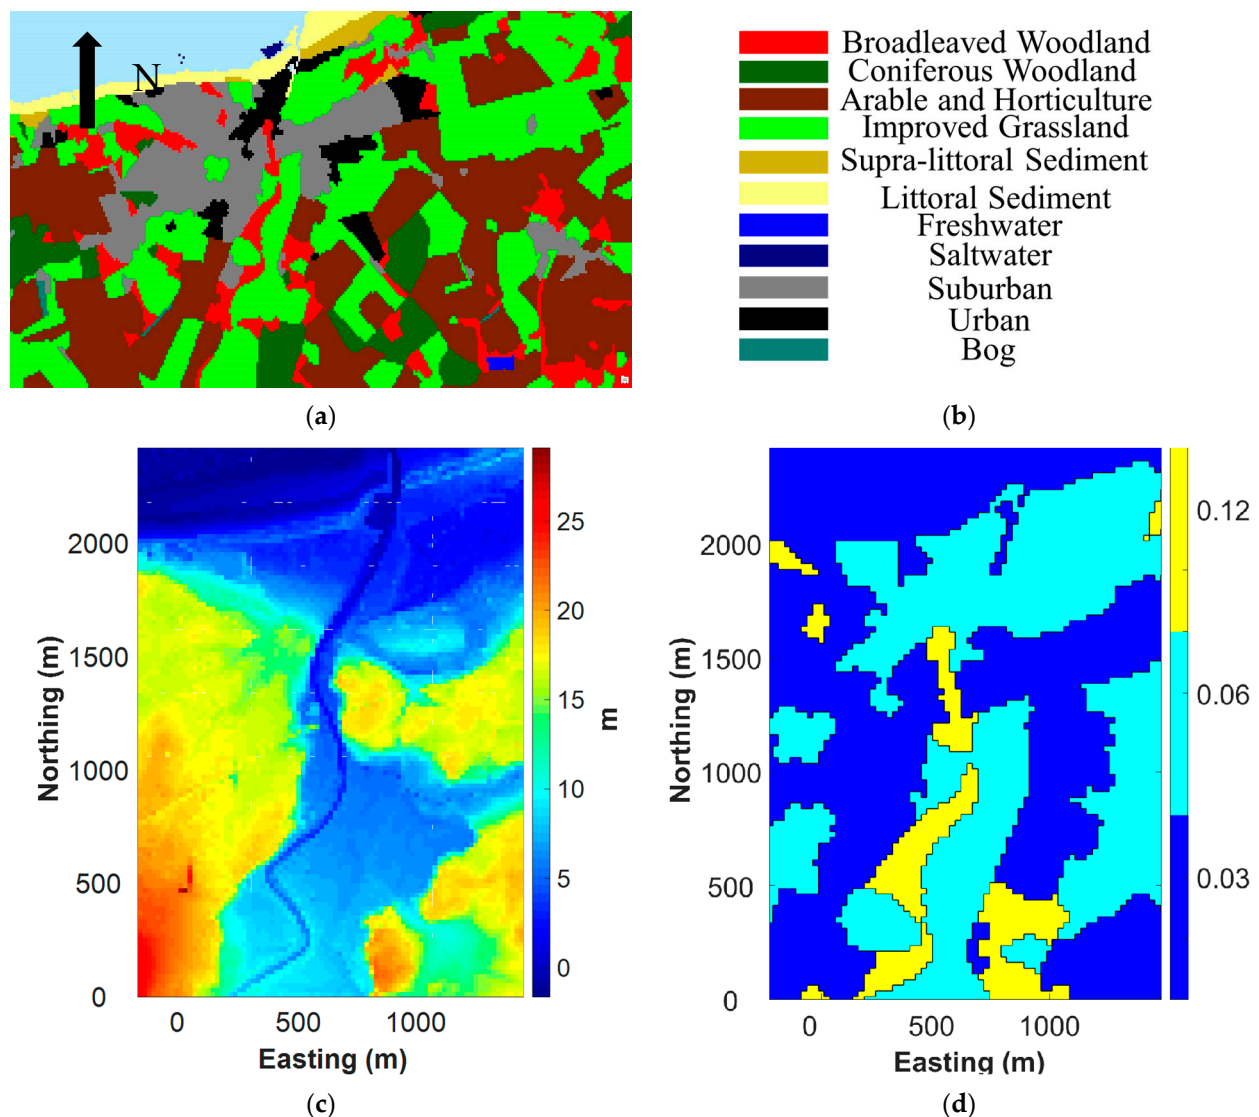 N
Broadleaved Woodland
Coniferous Woodland
Arable and Horticulture
Improved Grassland
Supra-littoral Sediment
Littoral Sediment
Freshwater
Saltwater
Suburban
Urban
Bog
(a)
(b)
2000
1500
1000
500
0
Northing (m)
0
500
1000
Easting (m)
25
20
15
10
5
0
m
(c)
2000
1500
1000
500
0
Northing (m)
0
500
1000
Easting (m)
0.12
0.06
0.03
(d)